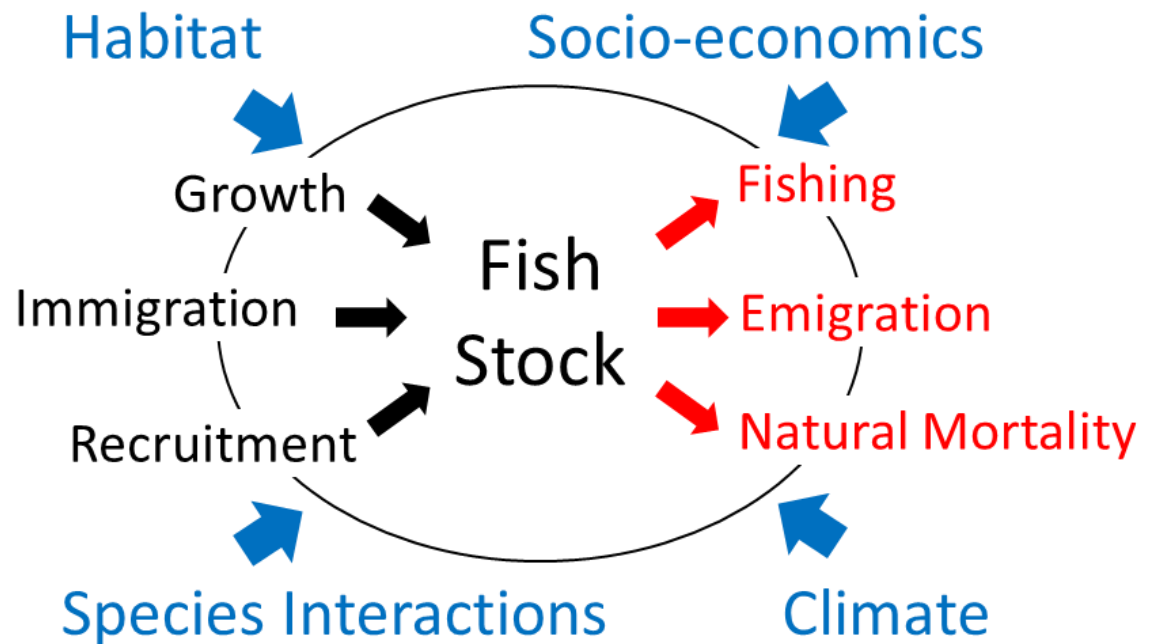 Habitat
Socio-economics
Growth
Fishing
Fish
Stock
Immigration
Emigration
Recruitment
Natural Mortality
Species Interactions
Climate